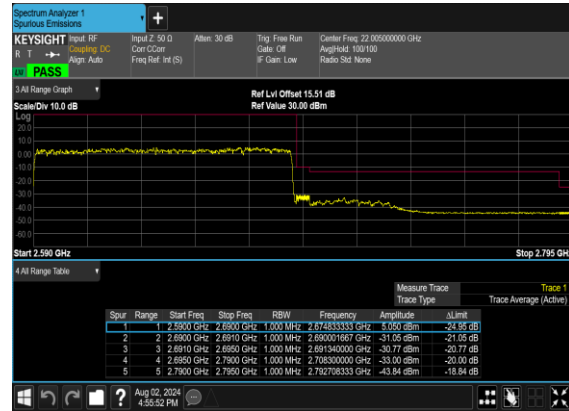 Spectrum Analyzer 1
Spurious Emissions
KEYSIGHT Input: RF Input Z: 50 Ω Atten: 30 dB Trig: Free Run Center Freq: 22.005000000 GHz
R T Coupling: DC Corr CCorr Gate: Off Avg|Hold: 100/100
Align: Auto Freq Ref: Int (S) IF Gain: Low Radio Std: None
PASS
3 All Range Graph
Ref Lvl Offset 15.51 dB
Scale/Div 10.0 dB Ref Value 30.00 dBm
Log
20.0
10.0
0.00
-10.0
-20.0
-30.0
-40.0
-50.0
-60.0
Start 2.590 GHz Stop 2.795 GHz
4 All Range Table
Measure Trace Trace 1
Trace Type Trace Average (Active)
Spur Range Start Freq Stop Freq RBW Frequency Amplitude ΔLimit
1 1 2.5900 GHz 2.6900 GHz 1.000 MHz 2.674833333 GHz 5.050 dBm -24.95 dB
2 2 2.6900 GHz 2.6910 GHz 1.000 MHz 2.690001667 GHz -31.05 dBm -21.05 dB
3 3 2.6910 GHz 2.6950 GHz 1.000 MHz 2.691340000 GHz -30.77 dBm -20.77 dB
4 4 2.6950 GHz 2.7900 GHz 1.000 MHz 2.708300000 GHz -33.00 dBm -20.00 dB
5 5 2.7900 GHz 2.7950 GHz 1.000 MHz 2.792708333 GHz -43.84 dBm -18.84 dB
Aug 02, 2024
4:55:52 PM